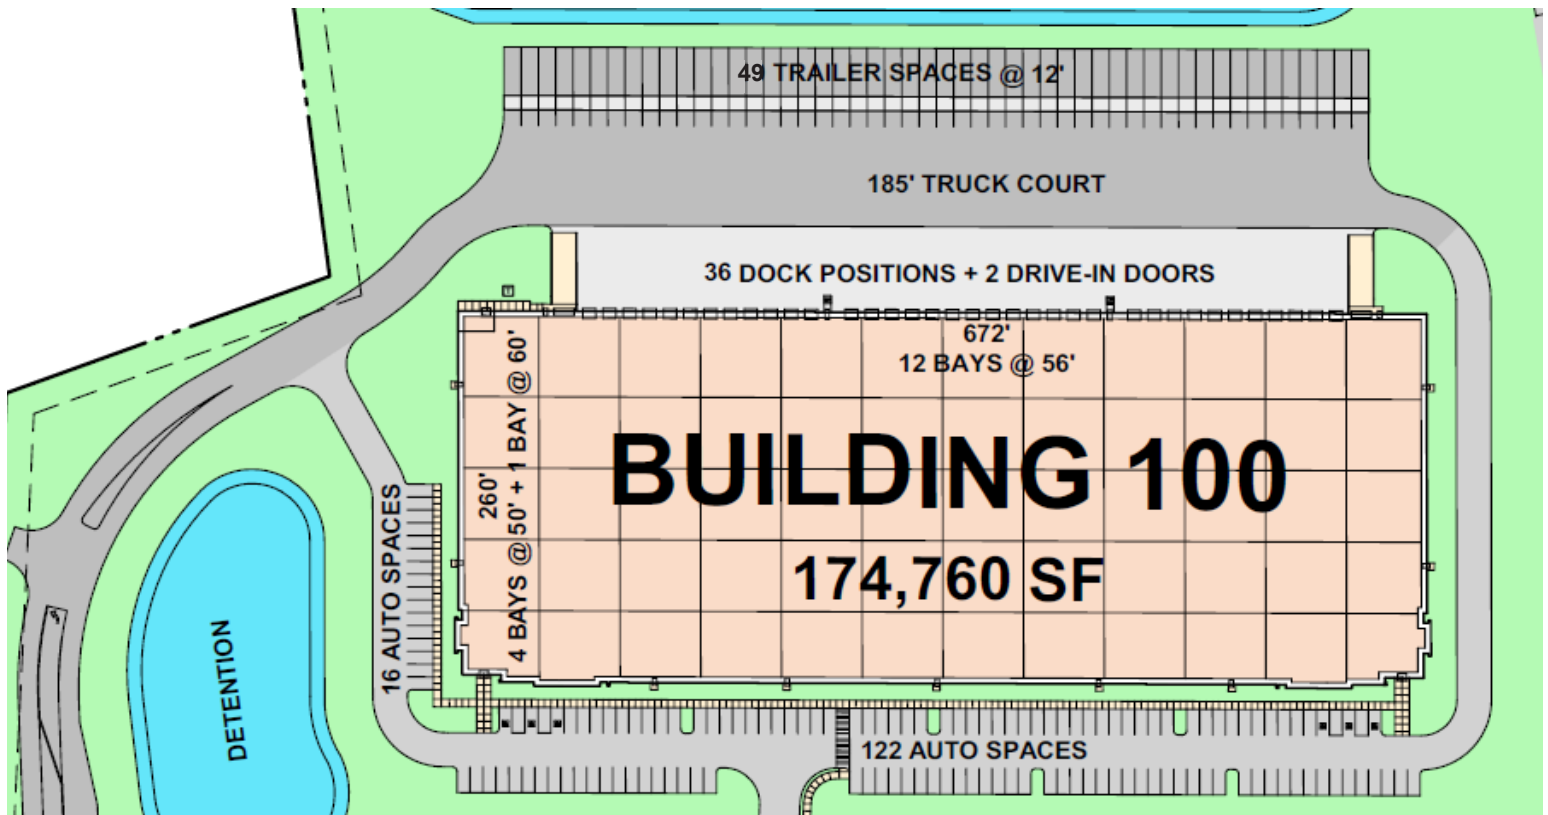 49 TRAILER SPACES @ 12'
185' TRUCK COURT
36 DOCK POSITIONS + 2 DRIVE-IN DOORS
672'
12 BAYS @ 56'
260'
4 BAYS @ 50' + 1 BAY @ 60'
BUILDING 100
174,760 SF
16 AUTO SPACES
DETENTION
122 AUTO SPACES